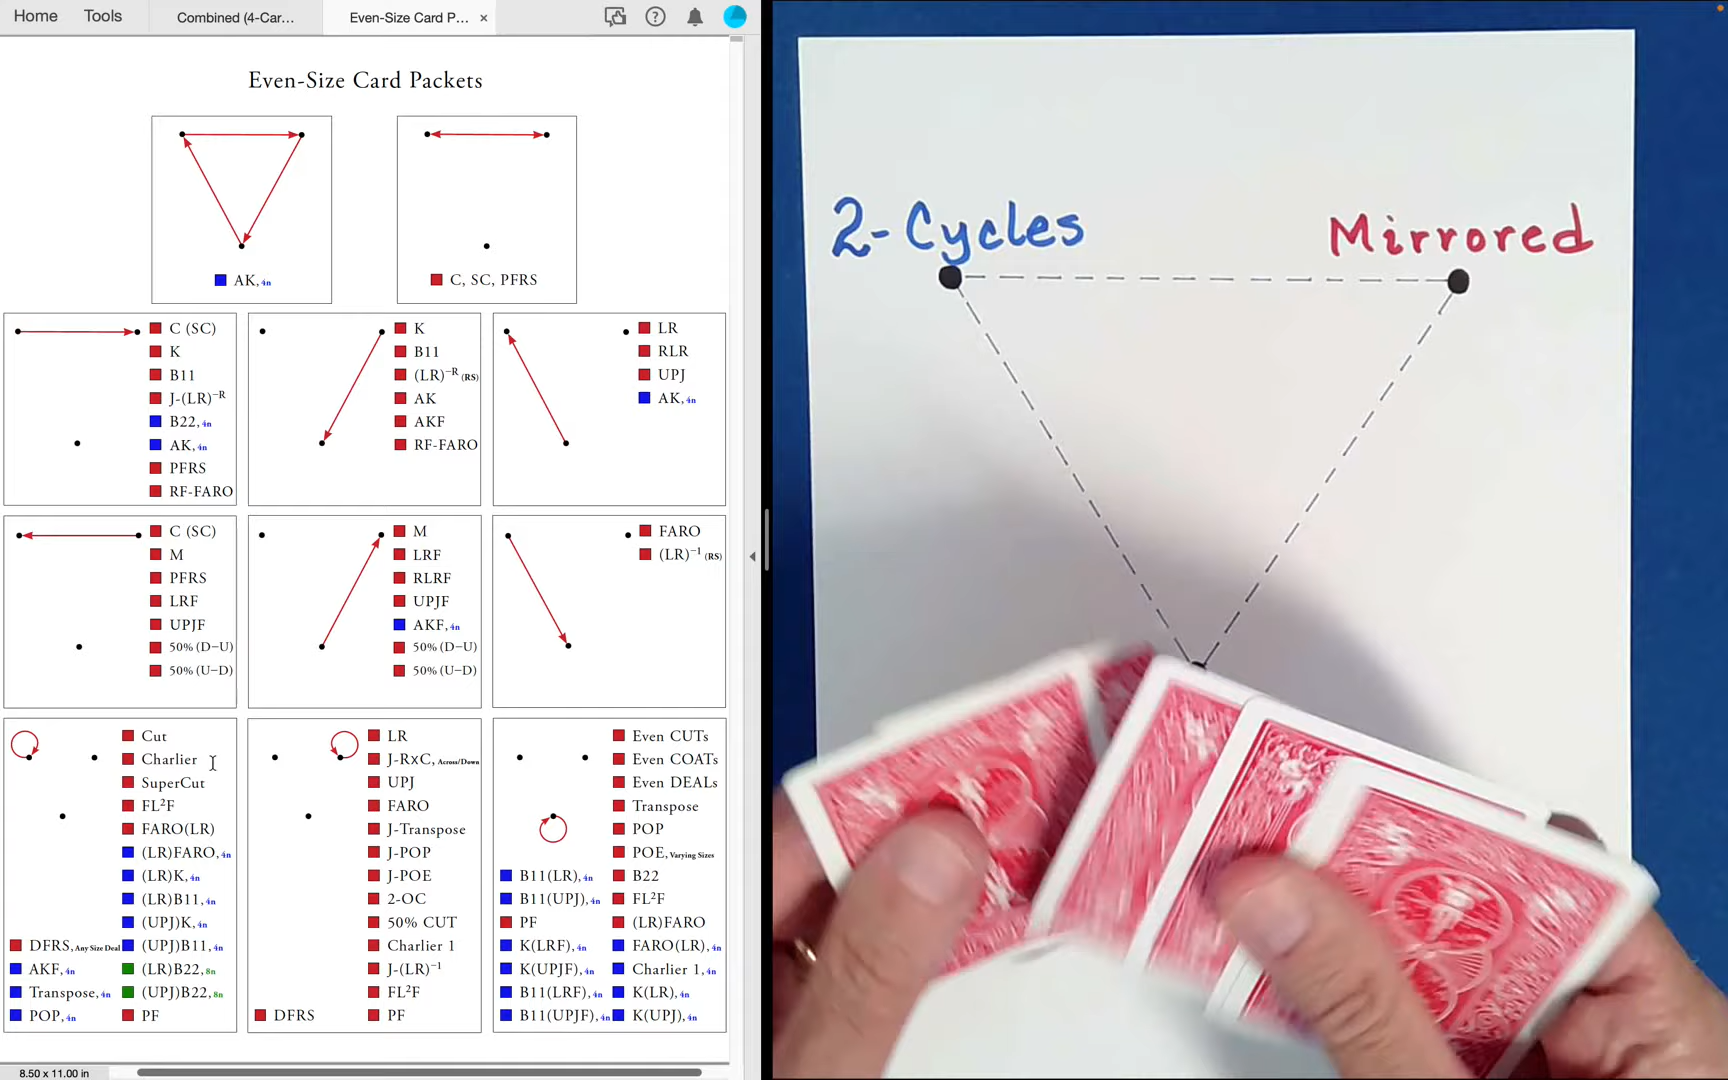 Home
Tools
Combined (4-Car...
Even-Size Card P...
×
?
Even-Size Card Packets
AK, 4n
C, SC, PFRS
C (SC)
K
B11
J-(LR)⁻ᴿ
B22, 4n
AK, 4n
PFRS
RF-FARO
K
B11
(LR)⁻ᴿ (RS)
AK
AKF
RF-FARO
LR
RLR
UPJ
AK, 4n
C (SC)
M
PFRS
LRF
UPJF
50% (D–U)
50% (U–D)
M
LRF
RLRF
UPJF
AKF, 4n
50% (D–U)
50% (U–D)
FARO
(LR)⁻¹ (RS)
Cut
Charlier
SuperCut
FL²F
FARO(LR)
(LR)FARO, 4n
(LR)K, 4n
(LR)B11, 4n
(UPJ)K, 4n
DFRS, Any Size Deal
(UPJ)B11, 4n
AKF, 4n
(LR)B22, 8n
Transpose, 4n
(UPJ)B22, 8n
POP, 4n
PF
LR
J-RxC, Across/Down
UPJ
FARO
J-Transpose
J-POP
J-POE
2-OC
50% CUT
Charlier 1
J-(LR)⁻¹
FL²F
DFRS
PF
Even CUTs
Even COATs
Even DEALs
Transpose
POP
POE, Varying Sizes
B11(LR), 4n
B22
B11(UPJ), 4n
FL²F
PF
(LR)FARO
K(LRF), 4n
FARO(LR), 4n
K(UPJF), 4n
Charlier 1, 4n
B11(LRF), 4n
K(LR), 4n
B11(UPJF), 4n
K(UPJ), 4n
8.50 x 11.00 in
2-Cycles
Mirrored